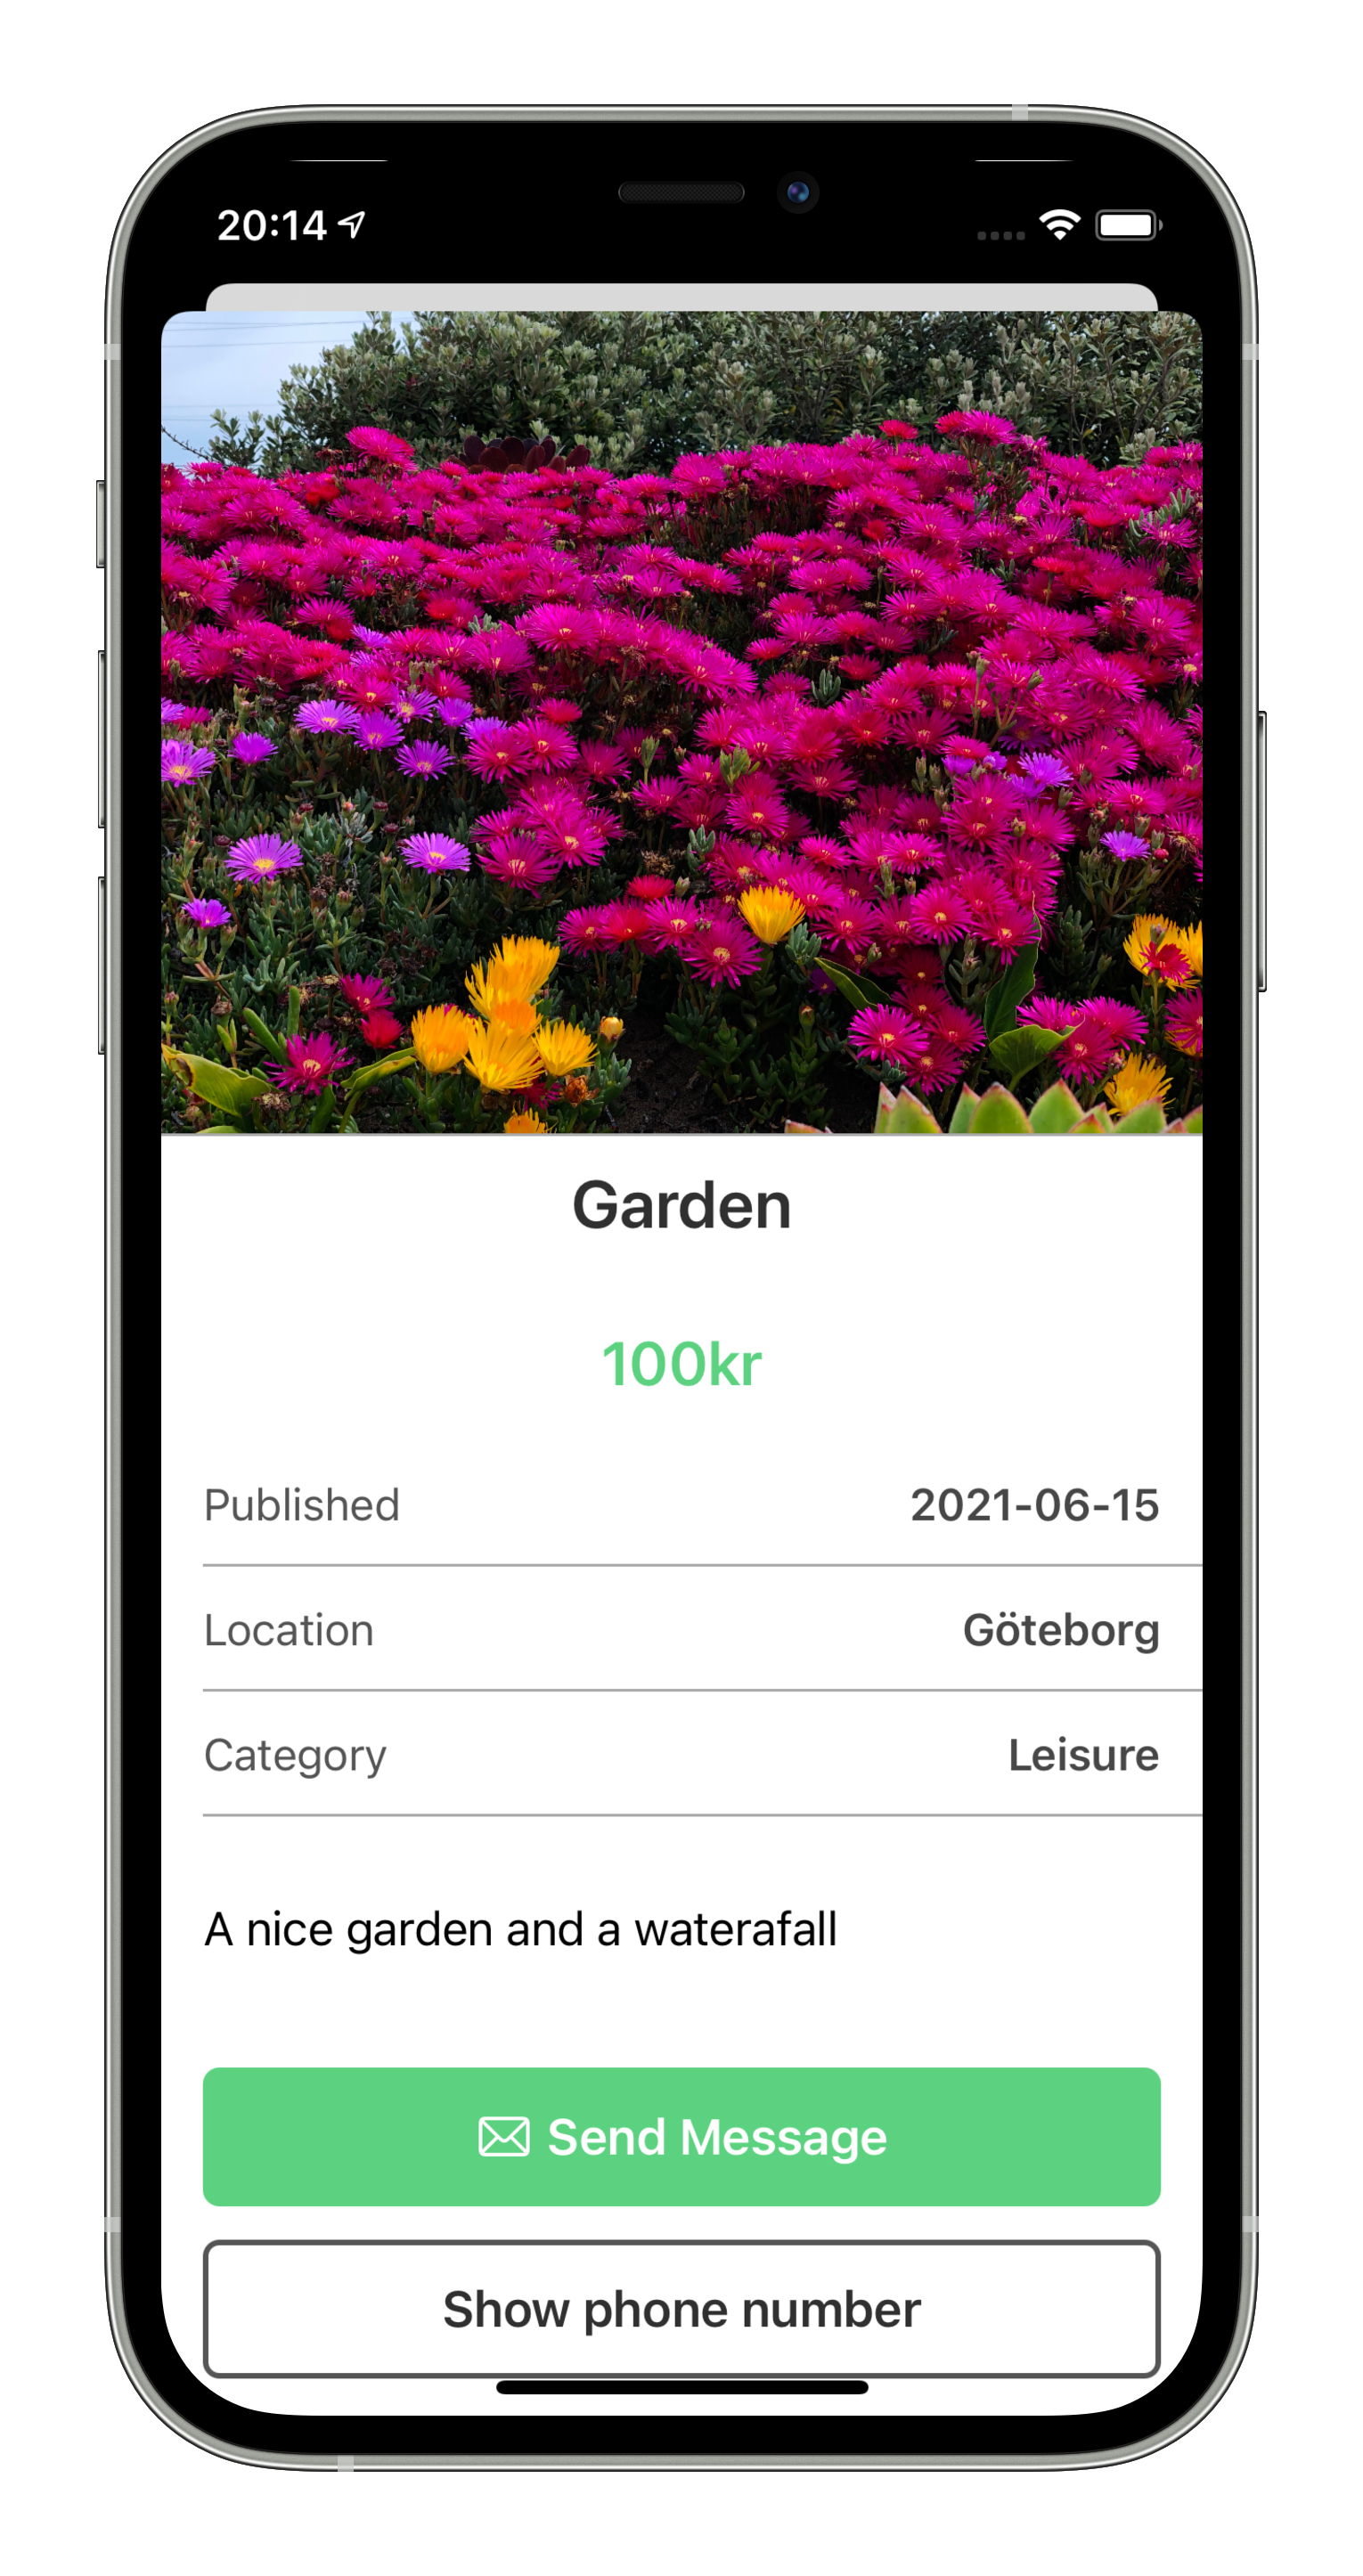 20:14
Garden
100kr
Published 2021-06-15
Location Göteborg
Category Leisure
A nice garden and a waterafall
Send Message
Show phone number